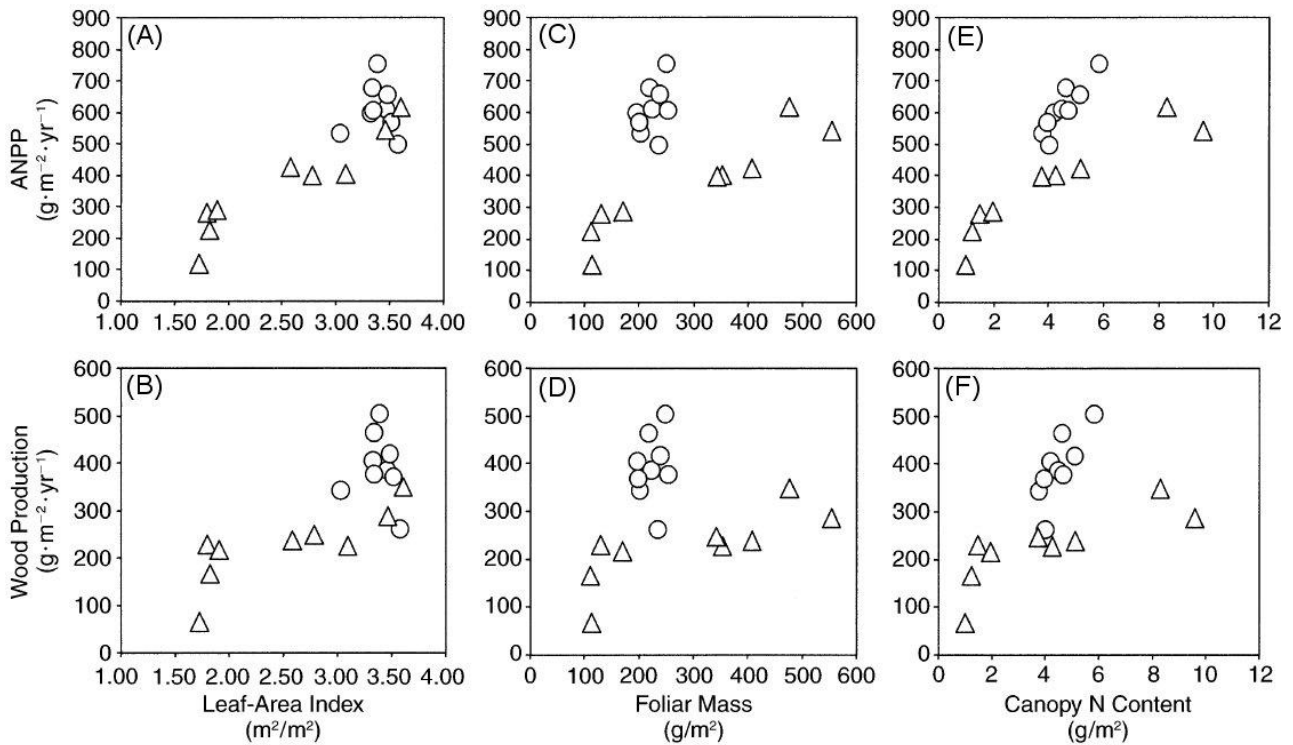 (A)
900
800
700
600
500
400
300
200
100
0
ANPP
(g·m⁻²·yr⁻¹)
1.00 1.50 2.00 2.50 3.00 3.50 4.00
(C)
900
800
700
600
500
400
300
200
100
0
0 100 200 300 400 500 600
(E)
900
800
700
600
500
400
300
200
100
0
0 2 4 6 8 10 12
(B)
600
500
400
300
200
100
0
Wood Production
(g·m⁻²·yr⁻¹)
1.00 1.50 2.00 2.50 3.00 3.50 4.00
Leaf-Area Index
(m²/m²)
(D)
600
500
400
300
200
100
0
0 100 200 300 400 500 600
Foliar Mass
(g/m²)
(F)
600
500
400
300
200
100
0
0 2 4 6 8 10 12
Canopy N Content
(g/m²)